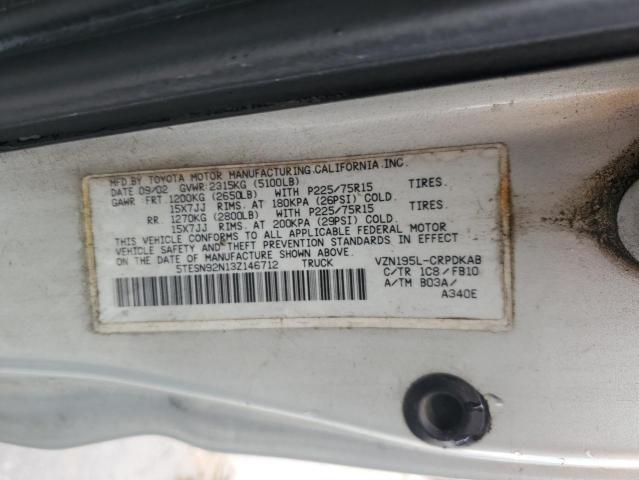 MFD BY TOYOTA MOTOR MANUFACTURING,CALIFORNIA,INC.
DATE 09/02 GVWR 2315KG (5100LB)
GAWR FRT. 1200KG (2650LB) WITH P225/75R15 TIRES.
15X7JJ RIMS. AT 180KPA (26PSI) COLD.
RR. 1270KG (2800LB) WITH P225/75R15 TIRES.
15X7JJ RIMS. AT 200KPA (29PSI) COLD.
THIS VEHICLE CONFORMS TO ALL APPLICABLE FEDERAL MOTOR
VEHICLE SAFETY AND THEFT PREVENTION STANDARDS IN EFFECT
ON THE DATE OF MANUFACTURE SHOWN ABOVE.
5TESN92N13Z146712 TRUCK VZN195L-CRPDKAB
C/TR 1C8 / FB10
A/TM B03A/
A340E